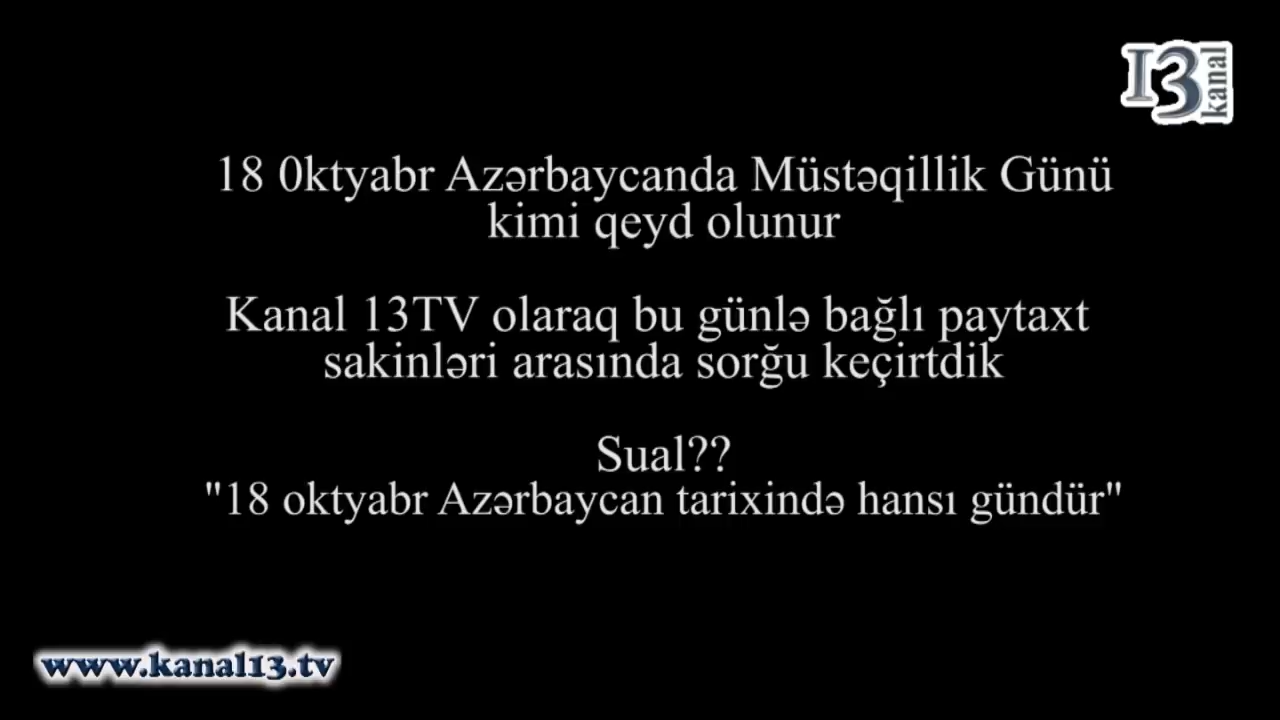 13 kanal
18 0ktyabr Azərbaycanda Müstəqillik Günü
kimi qeyd olunur
Kanal 13TV olaraq bu günlə bağlı paytaxt
sakinləri arasında sorğu keçirtdik
Sual??
"18 oktyabr Azərbaycan tarixində hansı gündür"
www.kanal13.tv